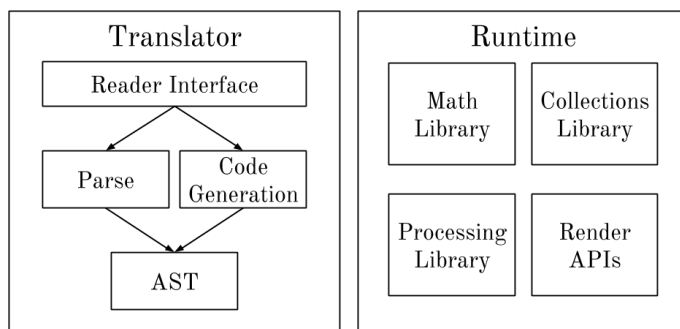 Translator
Reader Interface
Parse
Code
Generation
AST
Runtime
Math
Library
Collections
Library
Processing
Library
Render
APIs